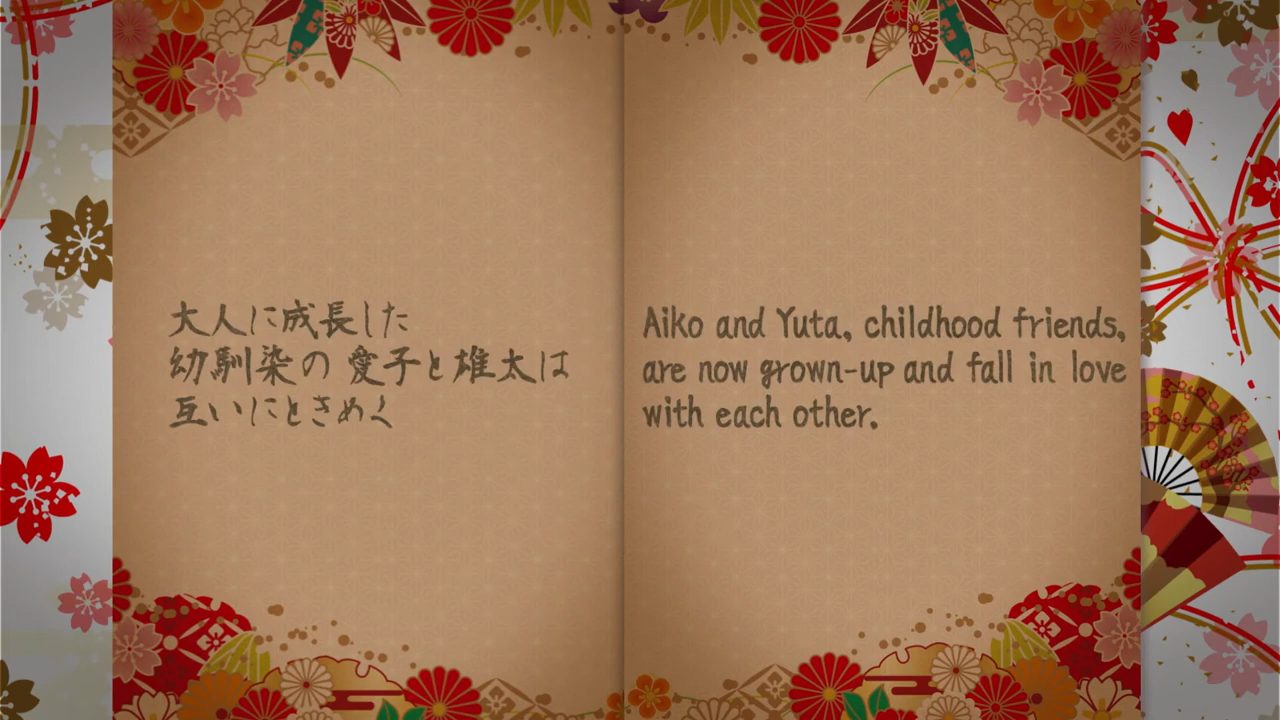 大人に成長した
幼馴染の 愛子と雄太は
互いにときめく
Aiko and Yuta, childhood friends,
are now grown-up and fall in love
with each other.